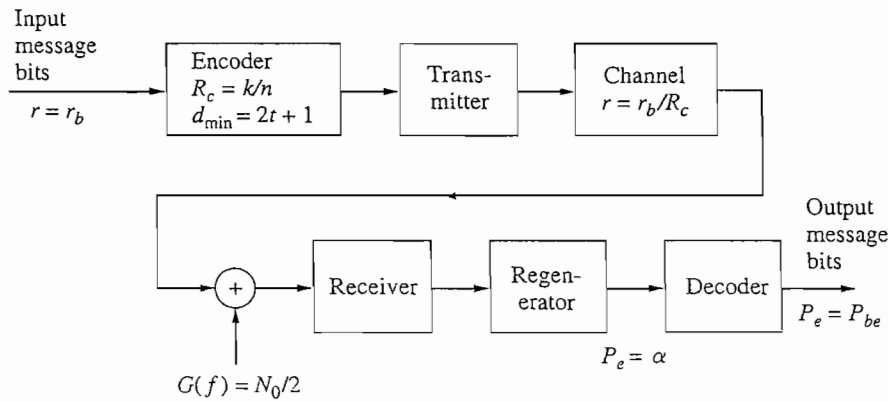 Input
message
bits
r = r_b
Encoder
R_c = k/n
d_min = 2t + 1
Trans-
mitter
Channel
r = r_b/R_c
Output
message
bits
+
Receiver
Regen-
erator
Decoder
P_e = P_be
P_e = α
G(f) = N_0/2